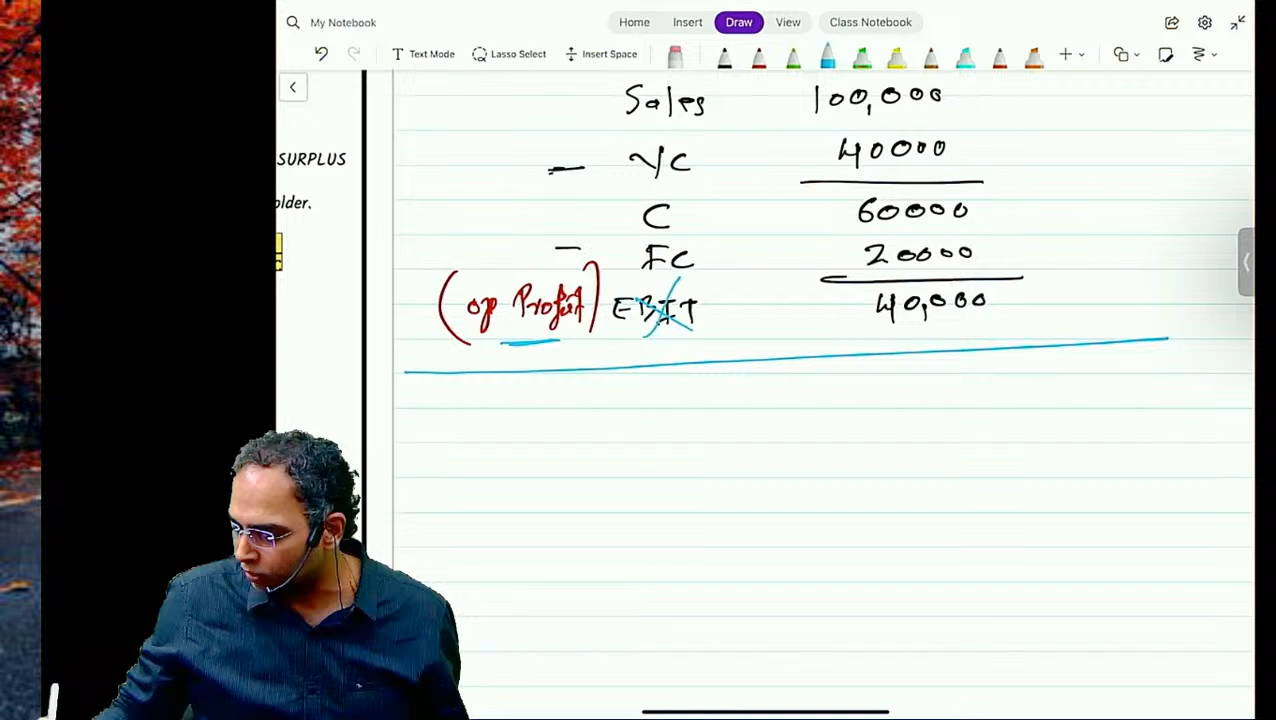 My Notebook
Home Insert Draw View Class Notebook
Text Mode Lasso Select Insert Space
SURPLUS
older.
Sales 100,000
- VC 40000
C 60000
- FC 20000
(op Profit) EBIT 40,000